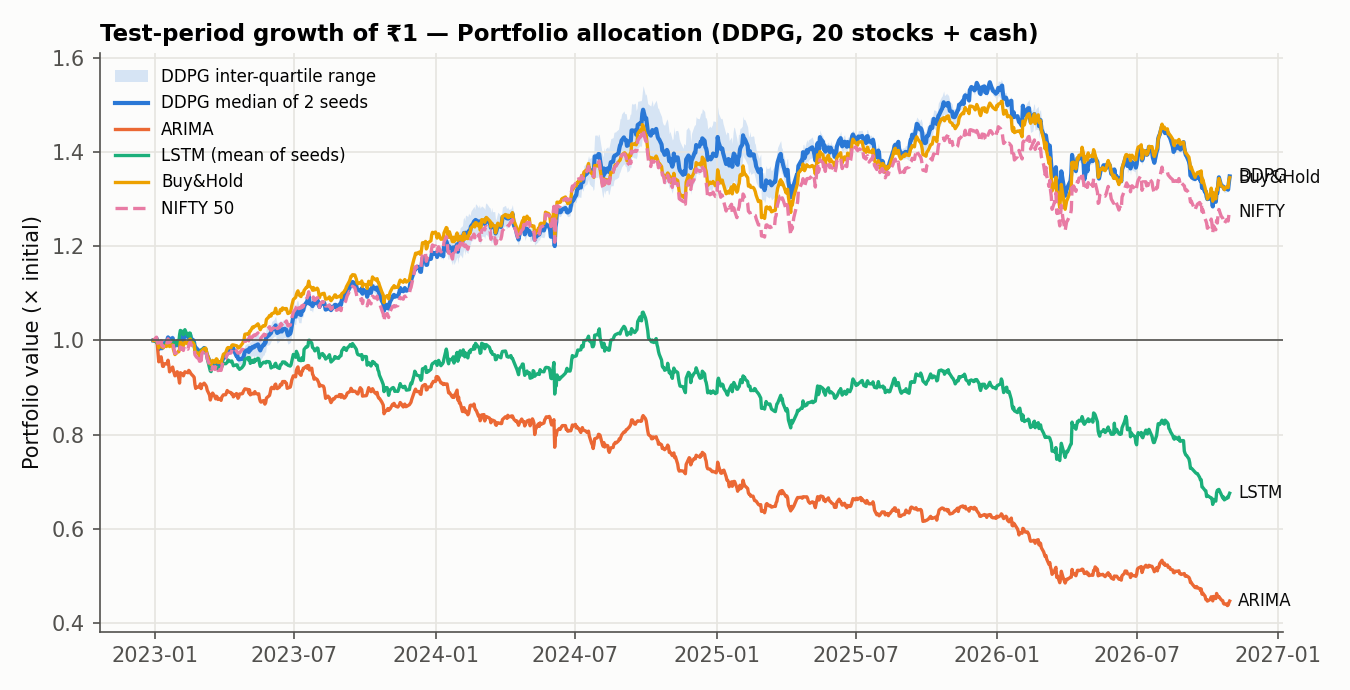 Test-period growth of ₹1 — Portfolio allocation (DDPG, 20 stocks + cash)
Portfolio value (× initial)
1.6
1.4
1.2
1.0
0.8
0.6
0.4
DDPG inter-quartile range
DDPG median of 2 seeds
ARIMA
LSTM (mean of seeds)
Buy&Hold
NIFTY 50
DDPG
Buy&Hold
NIFTY
LSTM
ARIMA
2023-01 2023-07 2024-01 2024-07 2025-01 2025-07 2026-01 2026-07 2027-01